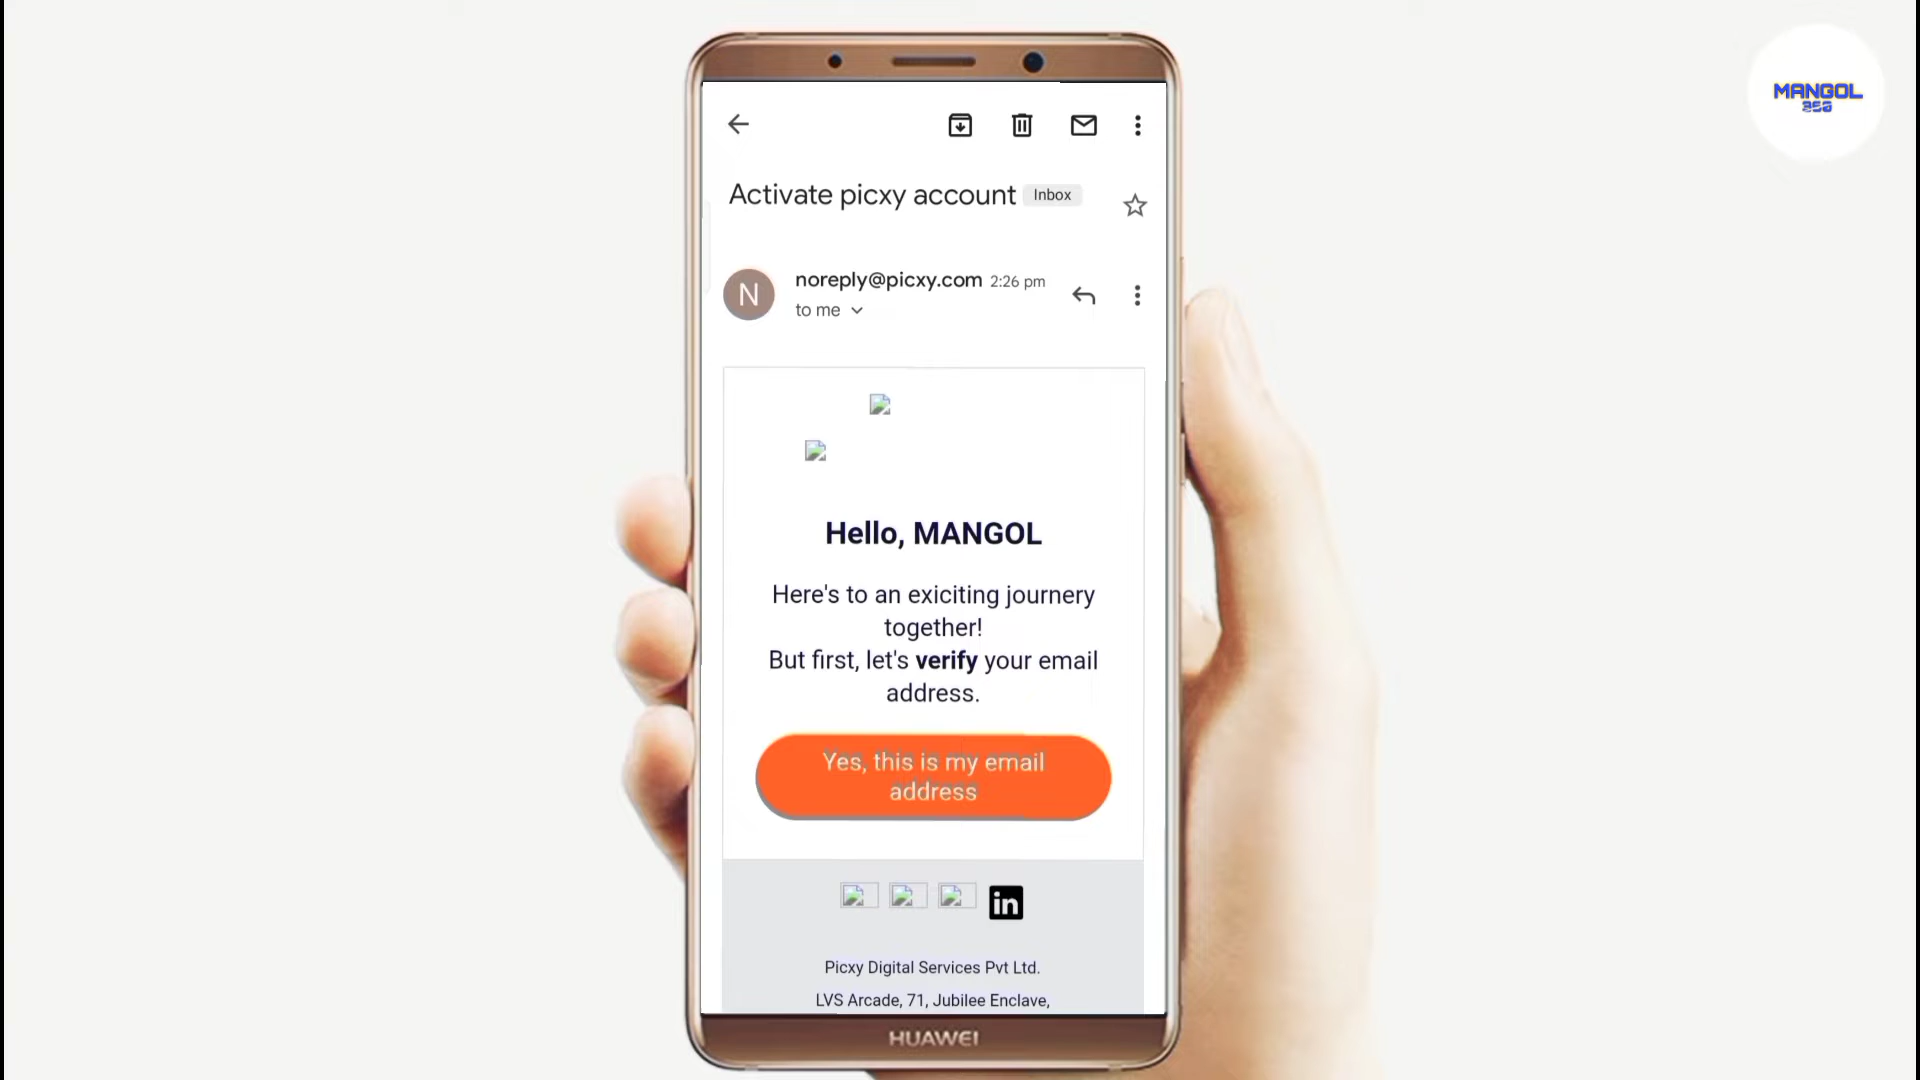 MANGOL
Activate picxy account Inbox
N
noreply@picxy.com 2:26 pm
to me
Hello, MANGOL
Here's to an exiciting journery
together!
But first, let's verify your email
address.
Yes, this is my email
address
in
Picxy Digital Services Pvt Ltd.
LVS Arcade, 71, Jubilee Enclave,
HUAWEI